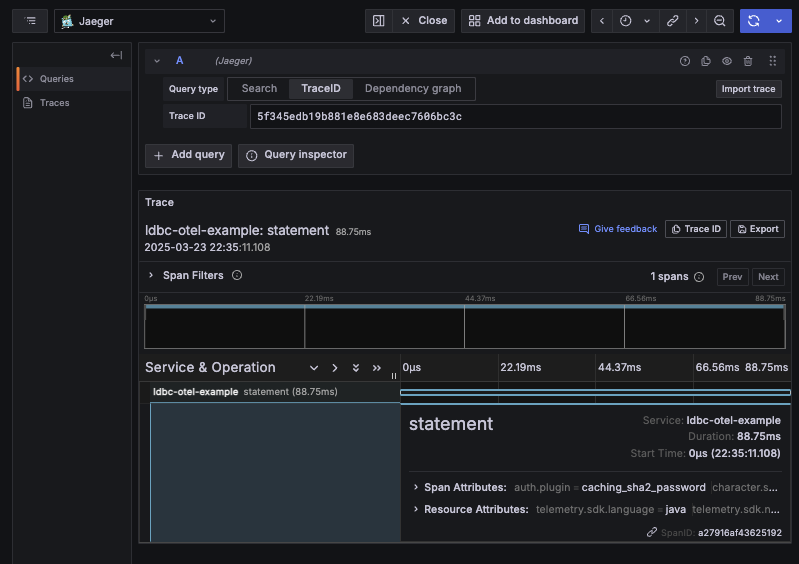 Jaeger
Close
Add to dashboard
Queries
Traces
A (Jaeger)
Query type Search TraceID Dependency graph Import trace
Trace ID 5f345edb19b881e8e683deec7606bc3c
Add query Query inspector
Trace
ldbc-otel-example: statement 88.75ms
Give feedback Trace ID Export
2025-03-23 22:35:11.108
Span Filters 1 spans Prev Next
0µs 22.19ms 44.37ms 66.56ms 88.75ms
Service & Operation 0µs 22.19ms 44.37ms 66.56ms 88.75ms
ldbc-otel-example statement (88.75ms)
statement
Service: ldbc-otel-example
Duration: 88.75ms
Start Time: 0µs (22:35:11.108)
Span Attributes: auth.plugin = caching_sha2_password character.s...
Resource Attributes: telemetry.sdk.language = java telemetry.sdk.n...
SpanID: a27916af43625192